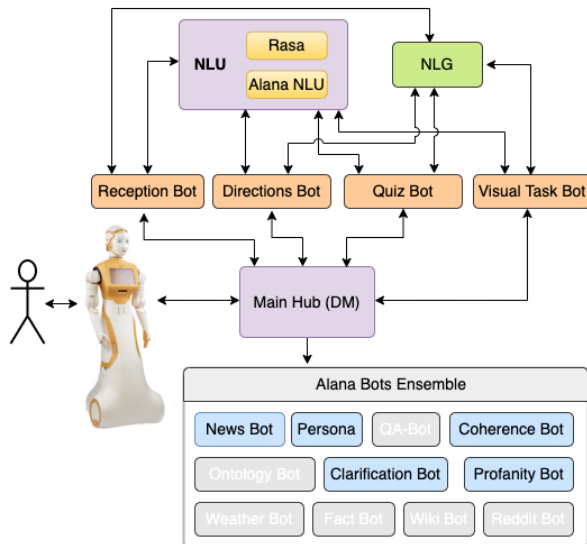 Rasa
NLU
NLG
Alana NLU
Reception Bot
Directions Bot
Quiz Bot
Visual Task Bot
Main Hub (DM)
Alana Bots Ensemble
News Bot
Persona
QA-Bot
Coherence Bot
Ontology Bot
Clarification Bot
Profanity Bot
Weather Bot
Fact Bot
Wiki Bot
Reddit Bot